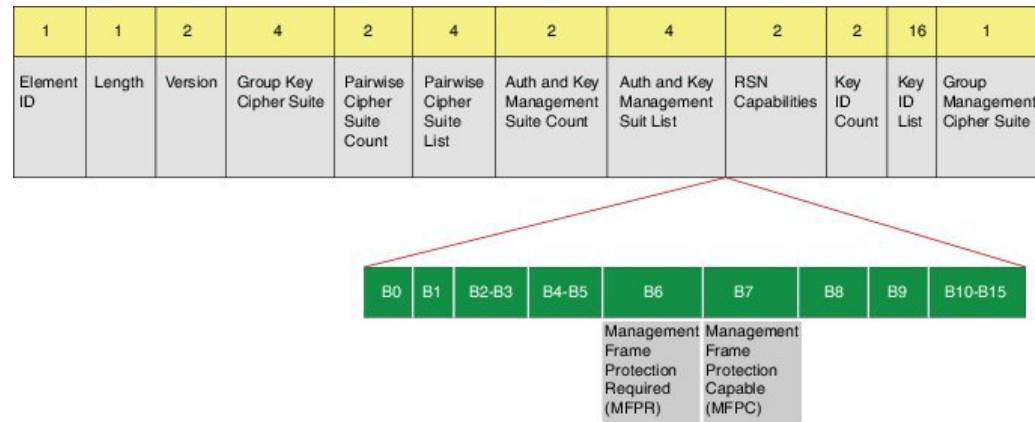 1 1 2 4 2 4 2 4 2 2 16 1
Element
ID
Length
Version
Group Key
Cipher Suite
Pairwise
Cipher
Suite
Count
Pairwise
Cipher
Suite
List
Auth and Key
Management
Suite Count
Auth and Key
Management
Suit List
RSN
Capabilities
Key
ID
Count
Key
ID
List
Group
Management
Cipher Suite
B0 B1 B2-B3 B4-B5 B6 B7 B8 B9 B10-B15
Management
Frame
Protection
Required
(MFPR)
Management
Frame
Protection
Capable
(MFPC)